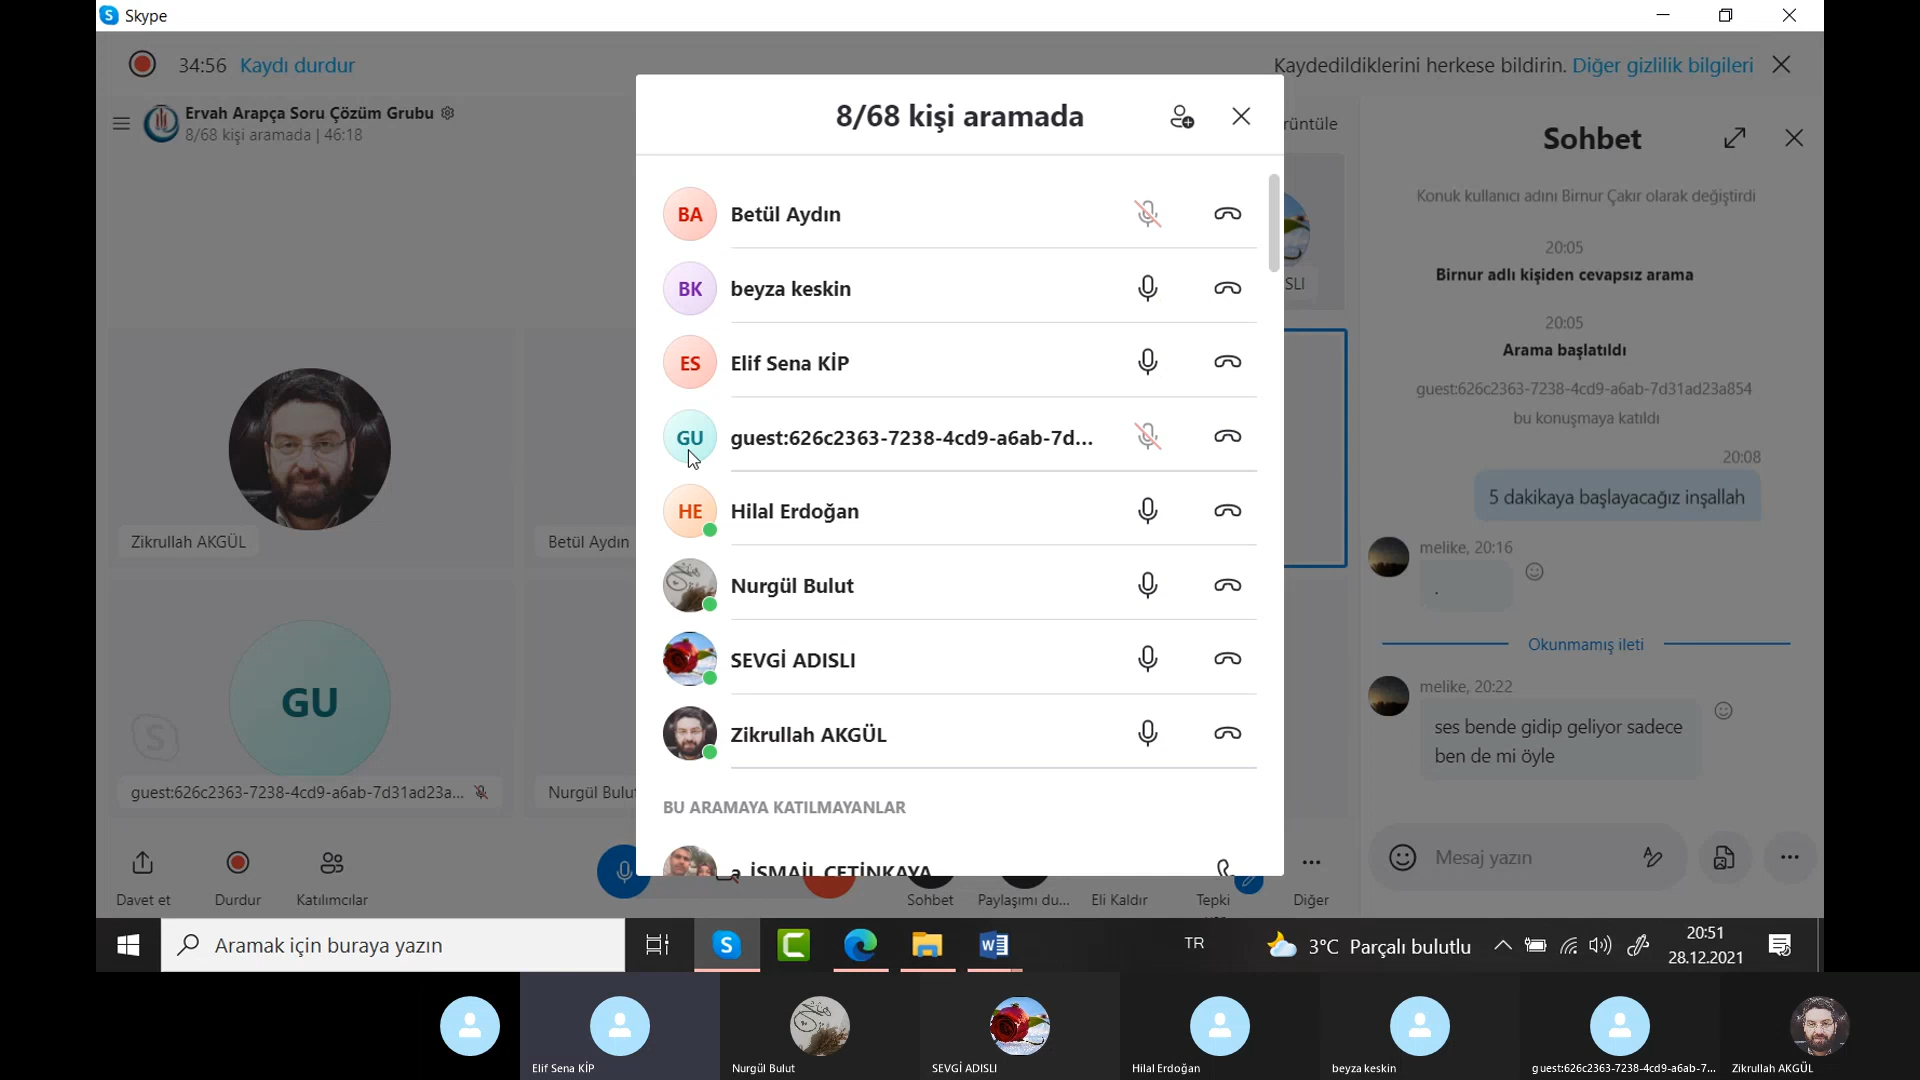 Skype
34:56 Kaydı durdur
Kaydedildiklerini herkese bildirin. Diğer gizlilik bilgileri
Ervah Arapça Soru Çözüm Grubu
8/68 kişi aramada | 46:18
rüntüle
8/68 kişi aramada
BA Betül Aydın
BK beyza keskin
ES Elif Sena KİP
GU guest:626c2363-7238-4cd9-a6ab-7d...
HE Hilal Erdoğan
Nurgül Bulut
SEVGİ ADISLI
Zikrullah AKGÜL
BU ARAMAYA KATILMAYANLAR
a İSMAİL ÇETİNKAYA
Zikrullah AKGÜL
Betül Aydın
SLI
GU
guest:626c2363-7238-4cd9-a6ab-7d31ad23a...
Nurgül Bulut
Sohbet
Konuk kullanıcı adını Birnur Çakır olarak değiştirdi
20:05
Birnur adlı kişiden cevapsız arama
20:05
Arama başlatıldı
guest:626c2363-7238-4cd9-a6ab-7d31ad23a854
bu konuşmaya katıldı
20:08
5 dakikaya başlayacağız inşallah
melike, 20:16
.
Okunmamış ileti
melike, 20:22
ses bende gidip geliyor sadece
ben de mi öyle
Mesaj yazın
Davet et
Durdur
Katılımcılar
Sohbet
Paylaşımı du...
Eli Kaldır
Tepki
Diğer
Aramak için buraya yazın
TR
3°C Parçalı bulutlu
20:51
28.12.2021
Elif Sena KİP
Nurgül Bulut
SEVGİ ADISLI
Hilal Erdoğan
beyza keskin
guest:626c2363-7238-4cd9-a6ab-7...
Zikrullah AKGÜL